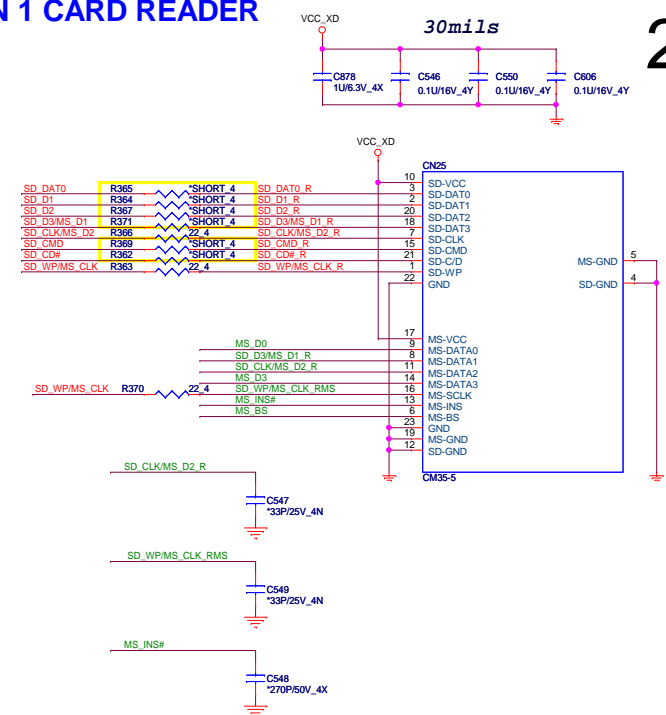 N 1 CARD READER
2
VCC_XD
30mils
C878
1U/6.3V_4X
C546
0.1U/16V_4Y
C550
0.1U/16V_4Y
C606
0.1U/16V_4Y
VCC_XD
CN25
SD_DAT0 R365 *SHORT_4 SD_DAT0_R 3 SD-DAT0
10 SD-VCC
SD_D1 R364 *SHORT_4 SD_D1_R 2 SD-DAT1
SD_D2 R367 *SHORT_4 SD_D2_R 20 SD-DAT2
SD_D3/MS_D1 R371 *SHORT_4 SD_D3/MS_D1_R 18 SD-DAT3
SD_CLK/MS_D2 R366 22_4 SD_CLK/MS_D2_R 7 SD-CLK
SD_CMD R369 *SHORT_4 SD_CMD_R 15 SD-CMD
SD_CD# R362 *SHORT_4 SD_CD#_R 21 SD-C/D
SD_WP/MS_CLK R363 22_4 SD_WP/MS_CLK_R 1 SD-WP
22 GND
MS-GND 5
SD-GND 4
17 MS-VCC
MS_D0 9 MS-DATA0
SD_D3/MS_D1_R 8 MS-DATA1
SD_CLK/MS_D2_R 11 MS-DATA2
MS_D3 14 MS-DATA3
SD_WP/MS_CLK R370 22_4 SD_WP/MS_CLK_RMS 16 MS-SCLK
MS_INS# 13 MS-INS
MS_BS 6 MS-BS
23 GND
19 MS-GND
12 SD-GND
CM35-5
SD_CLK/MS_D2_R
C547
*33P/25V_4N
SD_WP/MS_CLK_RMS
C549
*33P/25V_4N
MS_INS#
C548
*270P/50V_4X